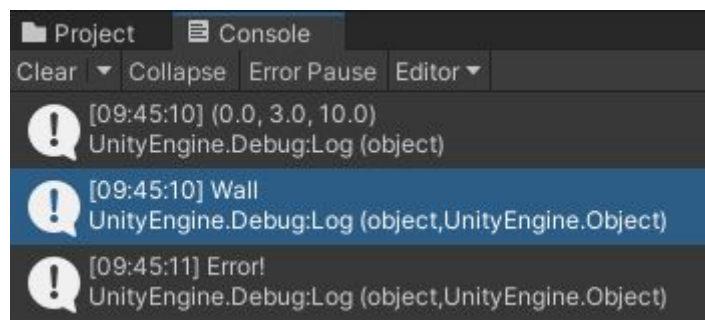 Project Console
Clear Collapse Error Pause Editor
[09:45:10] (0.0, 3.0, 10.0)
UnityEngine.Debug:Log (object)
[09:45:10] Wall
UnityEngine.Debug:Log (object,UnityEngine.Object)
[09:45:11] Error!
UnityEngine.Debug:Log (object,UnityEngine.Object)